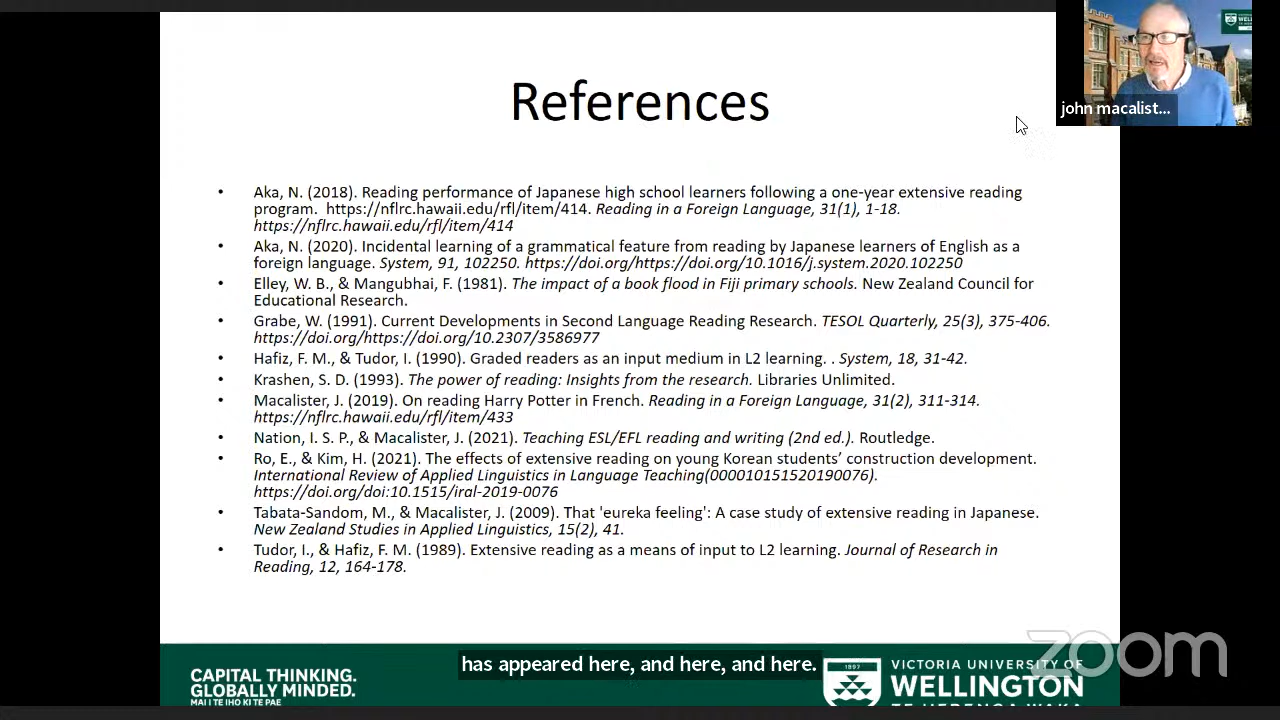 References
john macalist...
• Aka, N. (2018). Reading performance of Japanese high school learners following a one-year extensive reading
program.  https://nflrc.hawaii.edu/rfl/item/414. Reading in a Foreign Language, 31(1), 1-18.
https://nflrc.hawaii.edu/rfl/item/414
• Aka, N. (2020). Incidental learning of a grammatical feature from reading by Japanese learners of English as a
foreign language. System, 91, 102250. https://doi.org/https://doi.org/10.1016/j.system.2020.102250
• Elley, W. B., & Mangubhai, F. (1981). The impact of a book flood in Fiji primary schools. New Zealand Council for
Educational Research.
• Grabe, W. (1991). Current Developments in Second Language Reading Research. TESOL Quarterly, 25(3), 375-406.
https://doi.org/https://doi.org/10.2307/3586977
• Hafiz, F. M., & Tudor, I. (1990). Graded readers as an input medium in L2 learning. . System, 18, 31-42.
• Krashen, S. D. (1993). The power of reading: Insights from the research. Libraries Unlimited.
• Macalister, J. (2019). On reading Harry Potter in French. Reading in a Foreign Language, 31(2), 311-314.
https://nflrc.hawaii.edu/rfl/item/433
• Nation, I. S. P., & Macalister, J. (2021). Teaching ESL/EFL reading and writing (2nd ed.). Routledge.
• Ro, E., & Kim, H. (2021). The effects of extensive reading on young Korean students’ construction development.
International Review of Applied Linguistics in Language Teaching(000010151520190076).
https://doi.org/doi:10.1515/iral-2019-0076
• Tabata-Sandom, M., & Macalister, J. (2009). That 'eureka feeling': A case study of extensive reading in Japanese.
New Zealand Studies in Applied Linguistics, 15(2), 41.
• Tudor, I., & Hafiz, F. M. (1989). Extensive reading as a means of input to L2 learning. Journal of Research in
Reading, 12, 164-178.
zoom
has appeared here, and here, and here.
CAPITAL THINKING.
GLOBALLY MINDED.
MAI I TE IHO KI TE PAE
1897
VICTORIA UNIVERSITY OF
WELLINGTON
TE HERENGA WAKA